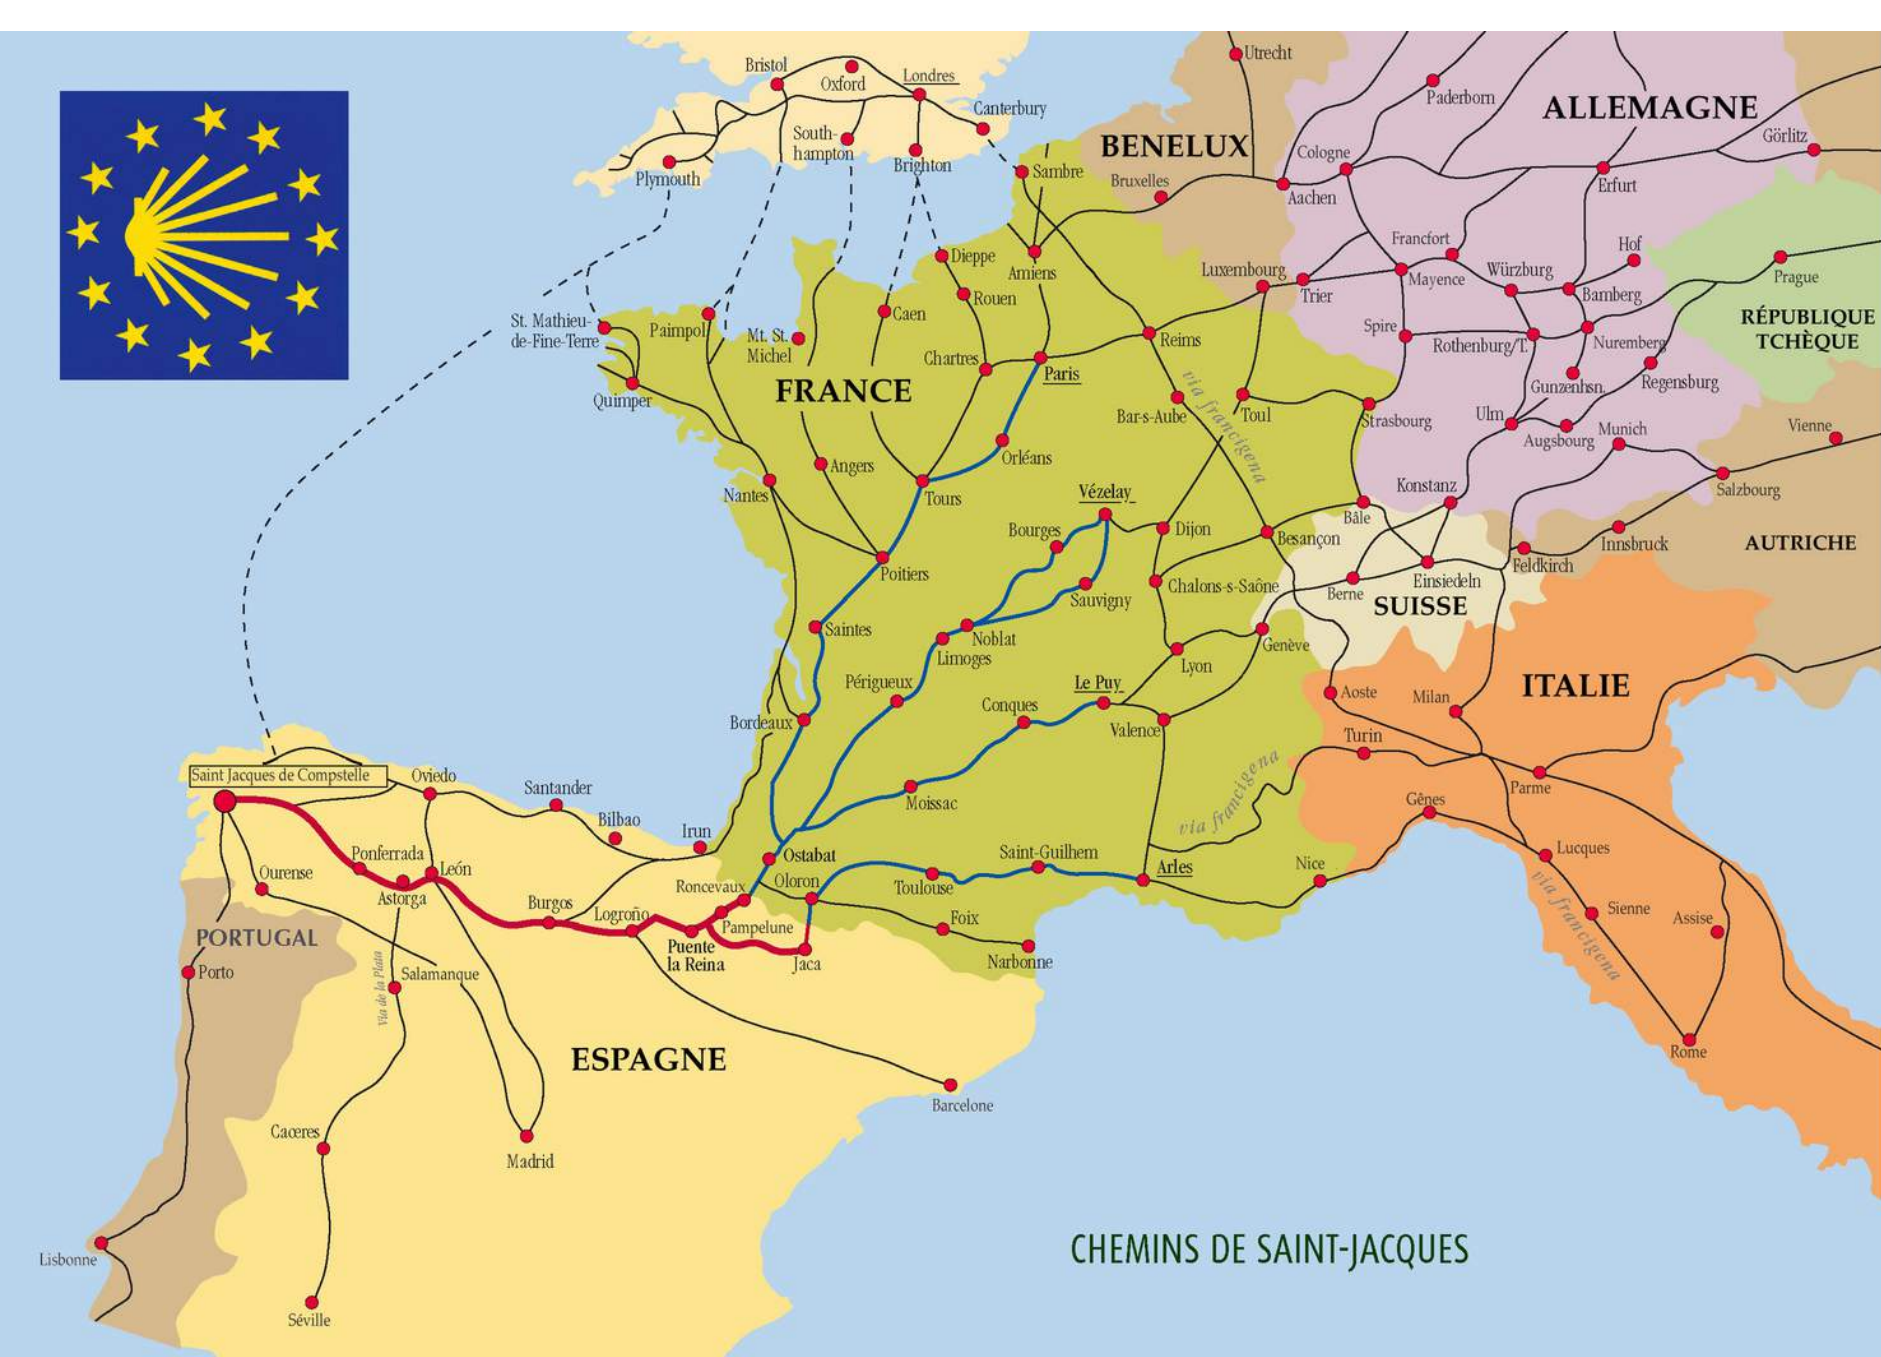 Utrecht
Bristol
Oxford
Londres
Paderborn
Canterbury
ALLEMAGNE
South-
hampton
BENELUX
Görlitz
Cologne
Brighton
Plymouth
Sambre
Bruxelles
Aachen
Erfurt
Francfort
Hof
Dieppe
Amiens
Luxembourg
Mayence
Würzburg
Prague
Trier
Bamberg
Rouen
St. Mathieu-
de-Fine-Terre
Paimpol
Mt. St.
Michel
Caen
Spire
RÉPUBLIQUE
TCHÈQUE
Reims
Rothenburg/T.
Nuremberg
Chartres
Paris
FRANCE
via francigena
Gunzenhsn.
Regensburg
Quimper
Bar-s-Aube
Toul
Strasbourg
Ulm
Augsbourg
Munich
Vienne
Orléans
Angers
Nantes
Tours
Vézelay
Konstanz
Salzbourg
Bourges
Dijon
Bâle
Besançon
Innsbruck
AUTRICHE
Poitiers
Sauvigny
Chalons-s-Saône
Berne
Einsiedeln
Feldkirch
SUISSE
Saintes
Noblat
Limoges
Genève
Lyon
Périgueux
Le Puy
Aoste
Milan
ITALIE
Conques
Bordeaux
Valence
Turin
Saint Jacques de Compstelle
Oviedo
Santander
Moissac
via francigena
Parme
Gênes
Bilbao
Irun
Ponferrada
León
Ostabat
Saint-Guilhem
Arles
Nice
Lucques
Ourense
Astorga
Roncevaux
Oloron
Toulouse
via francigena
Burgos
Logroño
Pampelune
Foix
Sienne
Assise
PORTUGAL
Puente
la Reina
Jaca
Narbonne
Porto
Via de la Plata
Salamanque
ESPAGNE
Rome
Barcelone
Caceres
Madrid
CHEMINS DE SAINT-JACQUES
Lisbonne
Séville